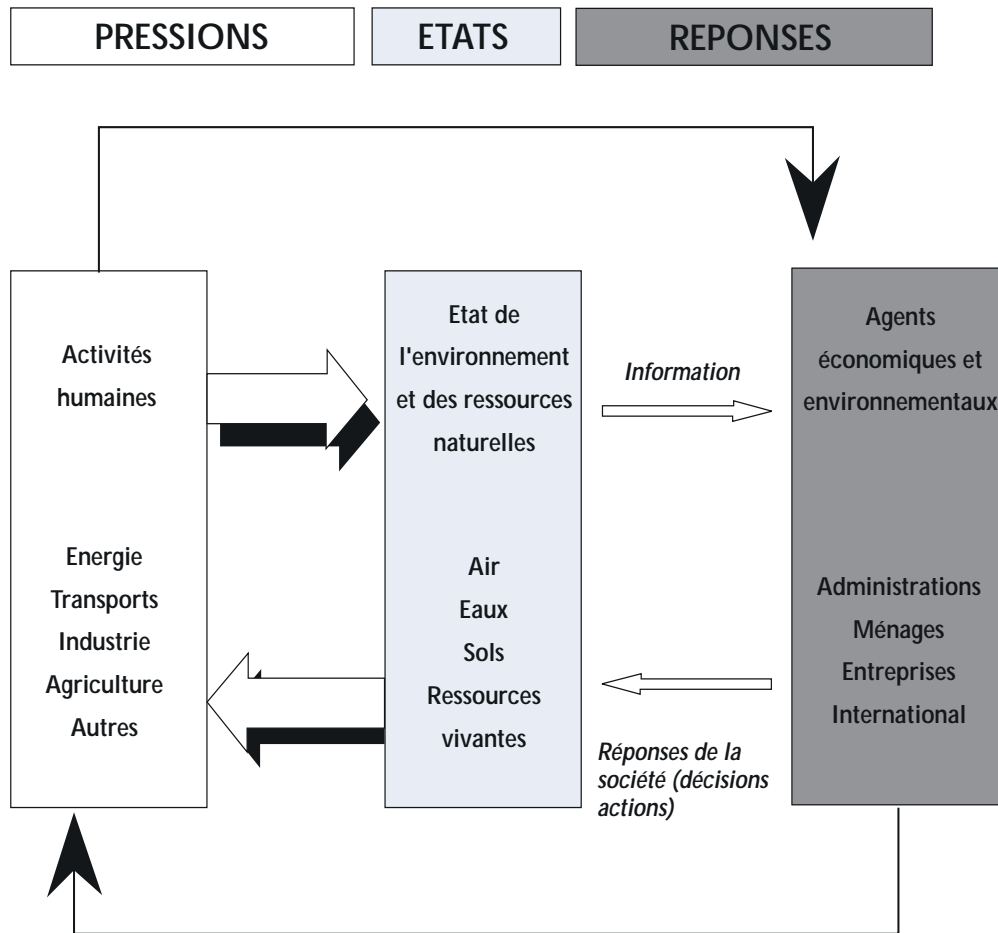 PRESSIONS
ETATS
REPONSES
Activités
humaines
Energie
Transports
Industrie
Agriculture
Autres
Etat de
l'environnement
et des ressources
naturelles
Air
Eaux
Sols
Ressources
vivantes
Information
Réponses de la
société (décisions
actions)
Agents
économiques et
environnementaux
Administrations
Ménages
Entreprises
International